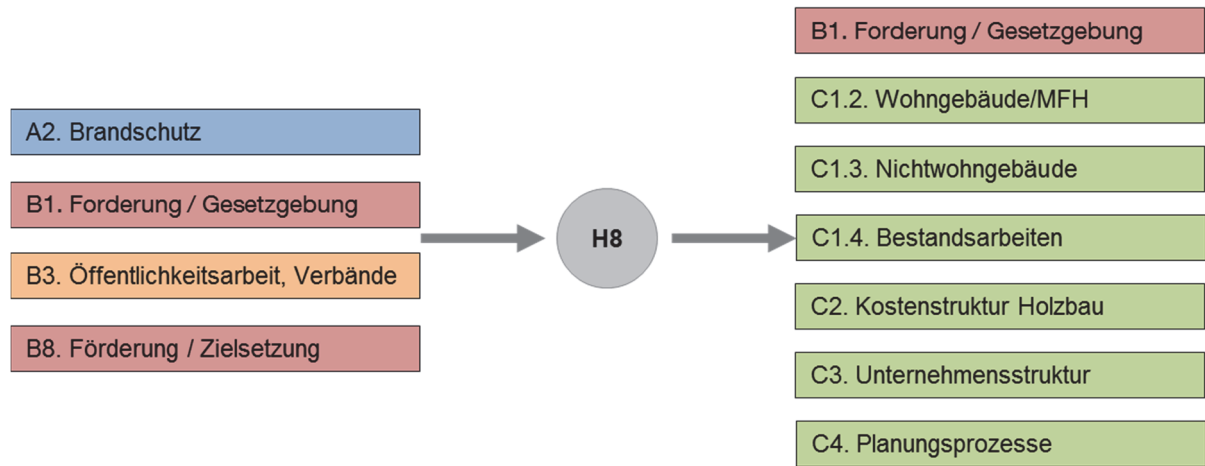 A2. Brandschutz
B1. Forderung / Gesetzgebung
B3. Öffentlichkeitsarbeit, Verbände
B8. Förderung / Zielsetzung
H8
B1. Forderung / Gesetzgebung
C1.2. Wohngebäude/MFH
C1.3. Nichtwohngebäude
C1.4. Bestandsarbeiten
C2. Kostenstruktur Holzbau
C3. Unternehmensstruktur
C4. Planungsprozesse